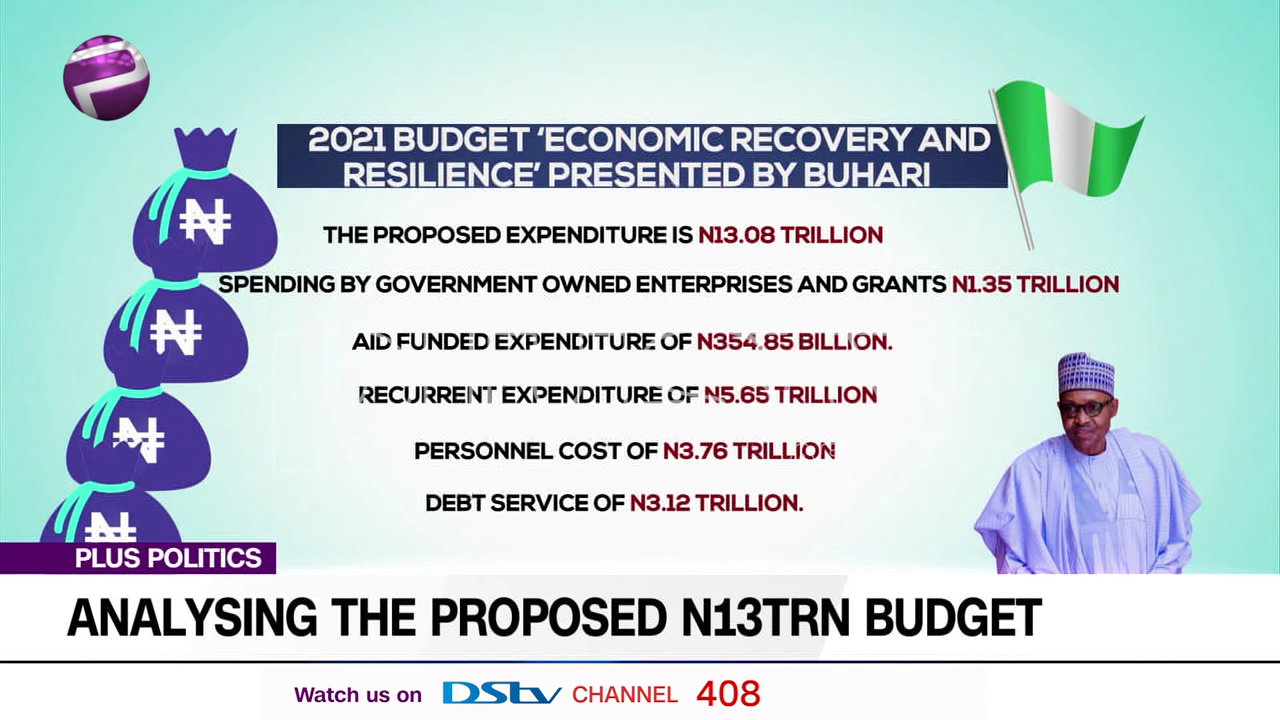 2021 BUDGET ‘ECONOMIC RECOVERY AND
RESILIENCE’ PRESENTED BY BUHARI
THE PROPOSED EXPENDITURE IS N13.08 TRILLION
SPENDING BY GOVERNMENT OWNED ENTERPRISES AND GRANTS N1.35 TRILLION
AID FUNDED EXPENDITURE OF N354.85 BILLION.
RECURRENT EXPENDITURE OF N5.65 TRILLION
PERSONNEL COST OF N3.76 TRILLION
DEBT SERVICE OF N3.12 TRILLION.
₦
₦
₦
₦
PLUS POLITICS
ANALYSING THE PROPOSED N13TRN BUDGET
Watch us on DStv CHANNEL 408